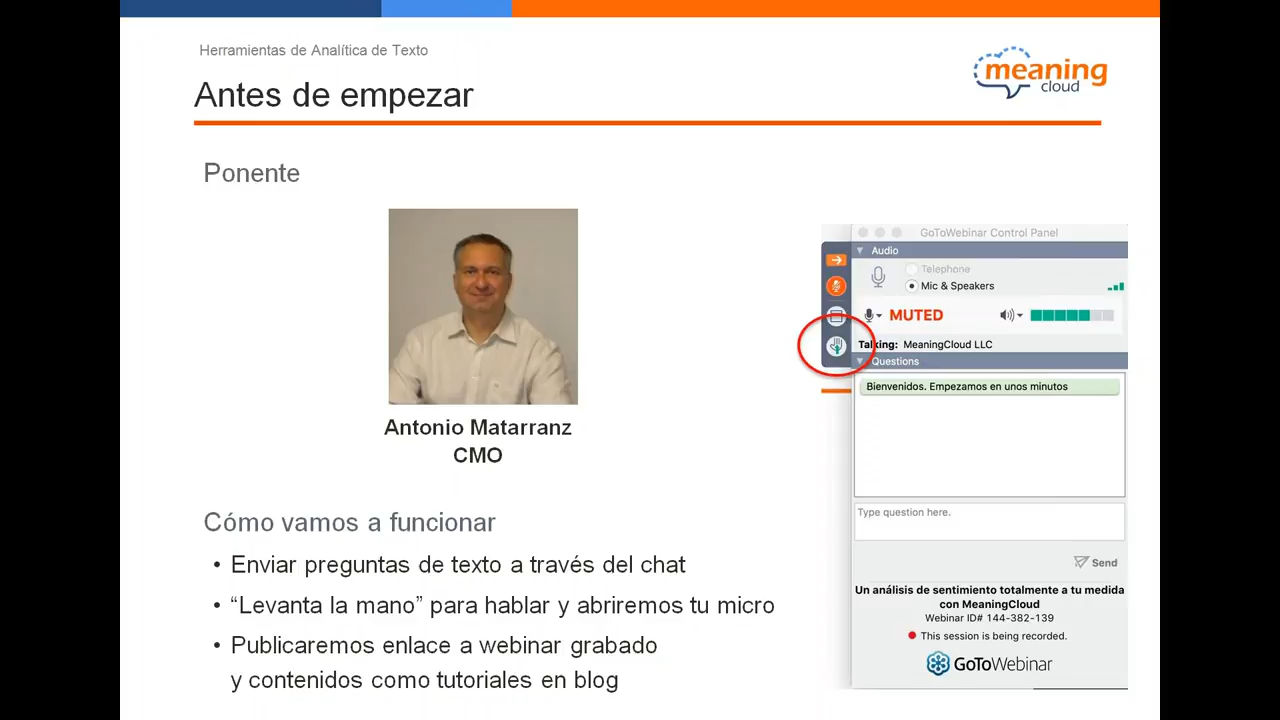 Herramientas de Analítica de Texto
Antes de empezar
meaning
cloud
Ponente
Antonio Matarranz
CMO
Cómo vamos a funcionar
• Enviar preguntas de texto a través del chat
• “Levanta la mano” para hablar y abriremos tu micro
• Publicaremos enlace a webinar grabado
y contenidos como tutoriales en blog
GoToWebinar Control Panel
Audio
Telephone
Mic & Speakers
MUTED
Talking: MeaningCloud LLC
Questions
Bienvenidos. Empezamos en unos minutos
Type question here.
Send
Un análisis de sentimiento totalmente a tu medida
con MeaningCloud
Webinar ID# 144-382-139
This session is being recorded.
GoToWebinar